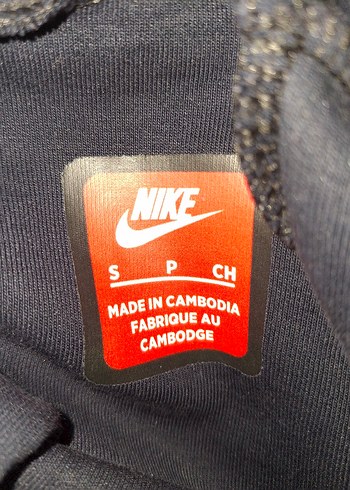 NIKE
S P CH
MADE IN CAMBODIA
FABRIQUE AU
CAMBODGE